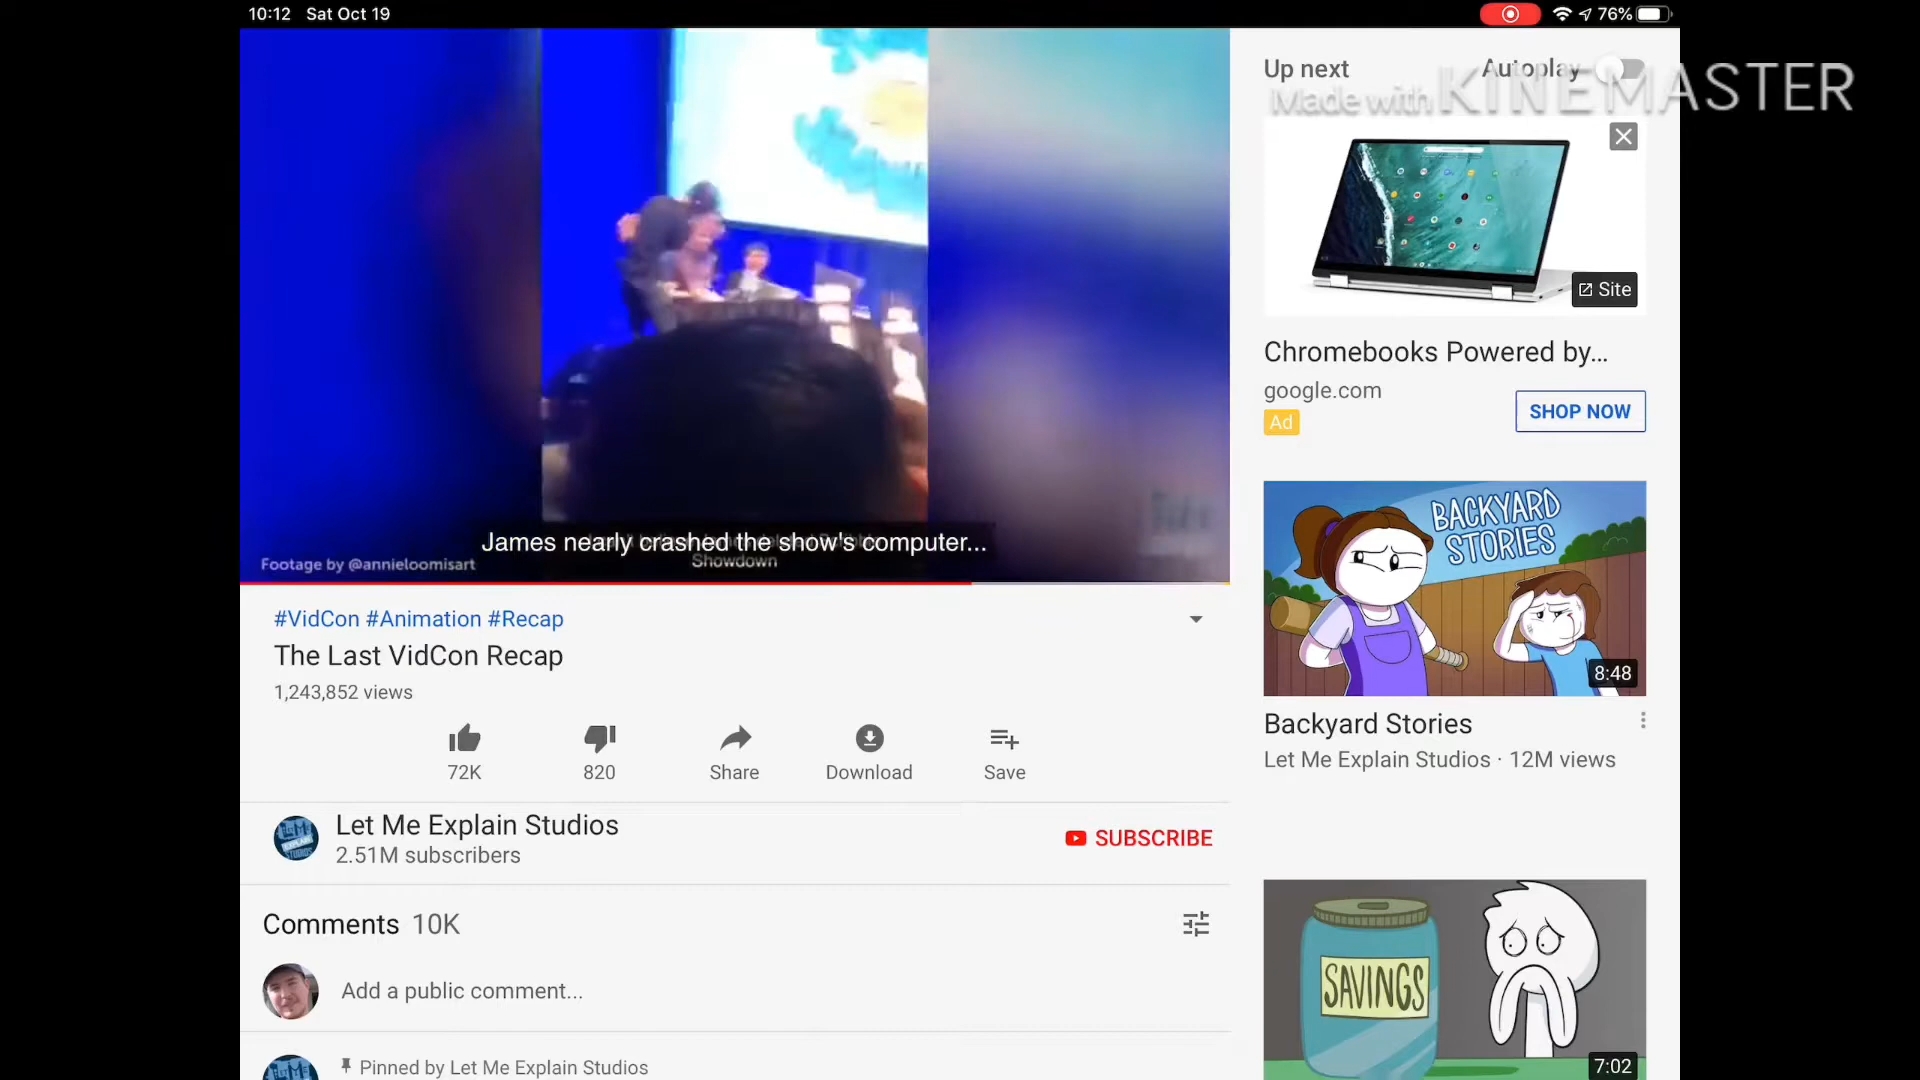 10:12 Sat Oct 19
76%
Up next
Autoplay
Made with KINEMASTER
Site
Chromebooks Powered by...
google.com
Ad
SHOP NOW
James nearly crashed the show's computer...
Showdown
Footage by @annieloomisart
#VidCon #Animation #Recap
The Last VidCon Recap
1,243,852 views
72K
820
Share
Download
Save
Let Me Explain Studios
2.51M subscribers
SUBSCRIBE
Comments 10K
Add a public comment...
Pinned by Let Me Explain Studios
BACKYARD
STORIES
8:48
Backyard Stories
Let Me Explain Studios · 12M views
SAVINGS
7:02